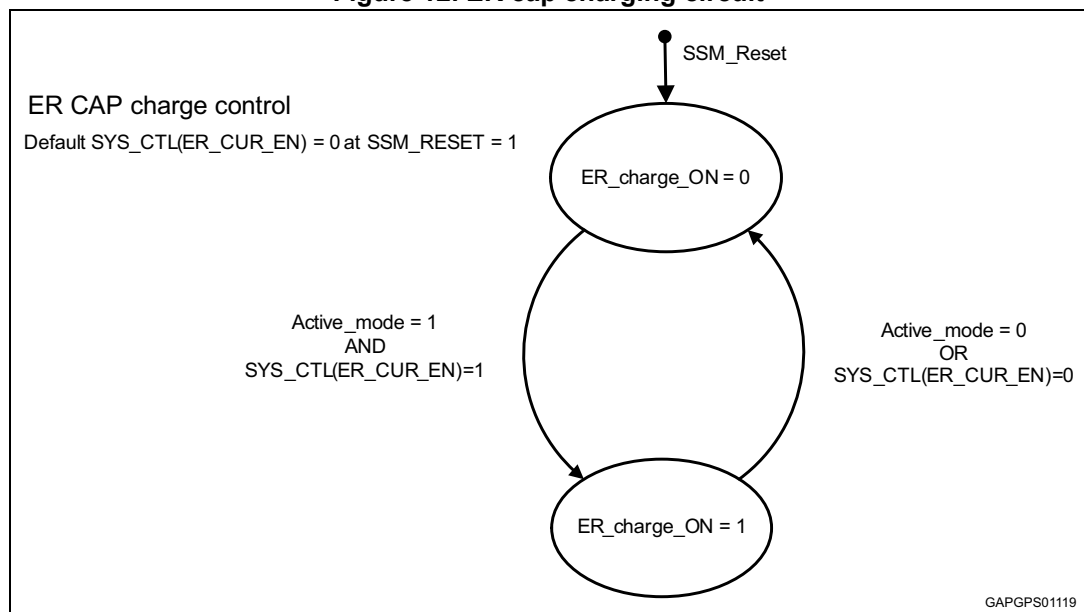 Figure 12. ER cap charging circuit
SSM_Reset
ER CAP charge control
Default SYS_CTL(ER_CUR_EN) = 0 at SSM_RESET = 1
ER_charge_ON = 0
Active_mode = 1
AND
SYS_CTL(ER_CUR_EN)=1
Active_mode = 0
OR
SYS_CTL(ER_CUR_EN)=0
ER_charge_ON = 1
GAPGPS01119